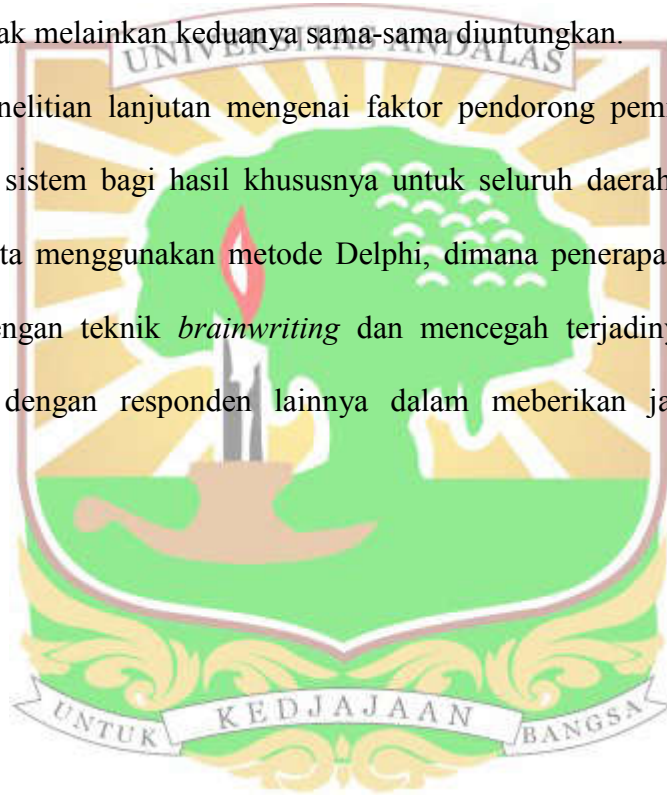 ak melainkan keduanya sama-sama diuntungkan.
UNIVERSITAS ANDALAS
nelitian lanjutan mengenai faktor pendorong pem
sistem bagi hasil khususnya untuk seluruh daerah
ta menggunakan metode Delphi, dimana penerapa
engan teknik brainwriting dan mencegah terjadiny
dengan responden lainnya dalam meberikan ja
UNTUK KEDJAJAAN BANGSA